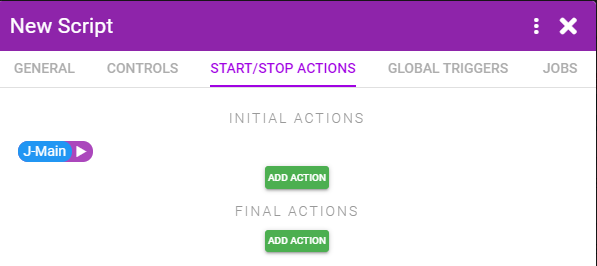 New Script
GENERAL CONTROLS START/STOP ACTIONS GLOBAL TRIGGERS JOBS
INITIAL ACTIONS
J-Main
ADD ACTION
FINAL ACTIONS
ADD ACTION